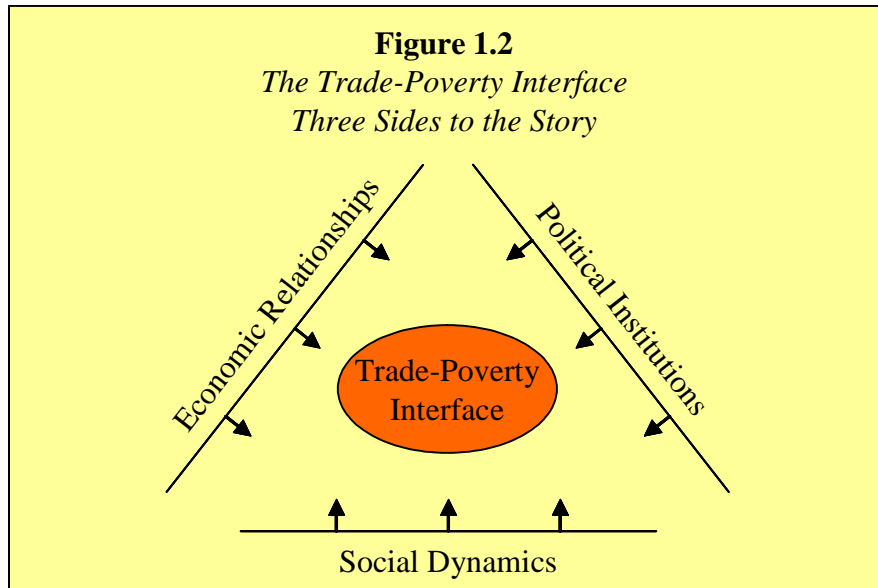 Figure 1.2
The Trade-Poverty Interface
Three Sides to the Story
Economic Relationships
Political Institutions
Trade-Poverty
Interface
Social Dynamics